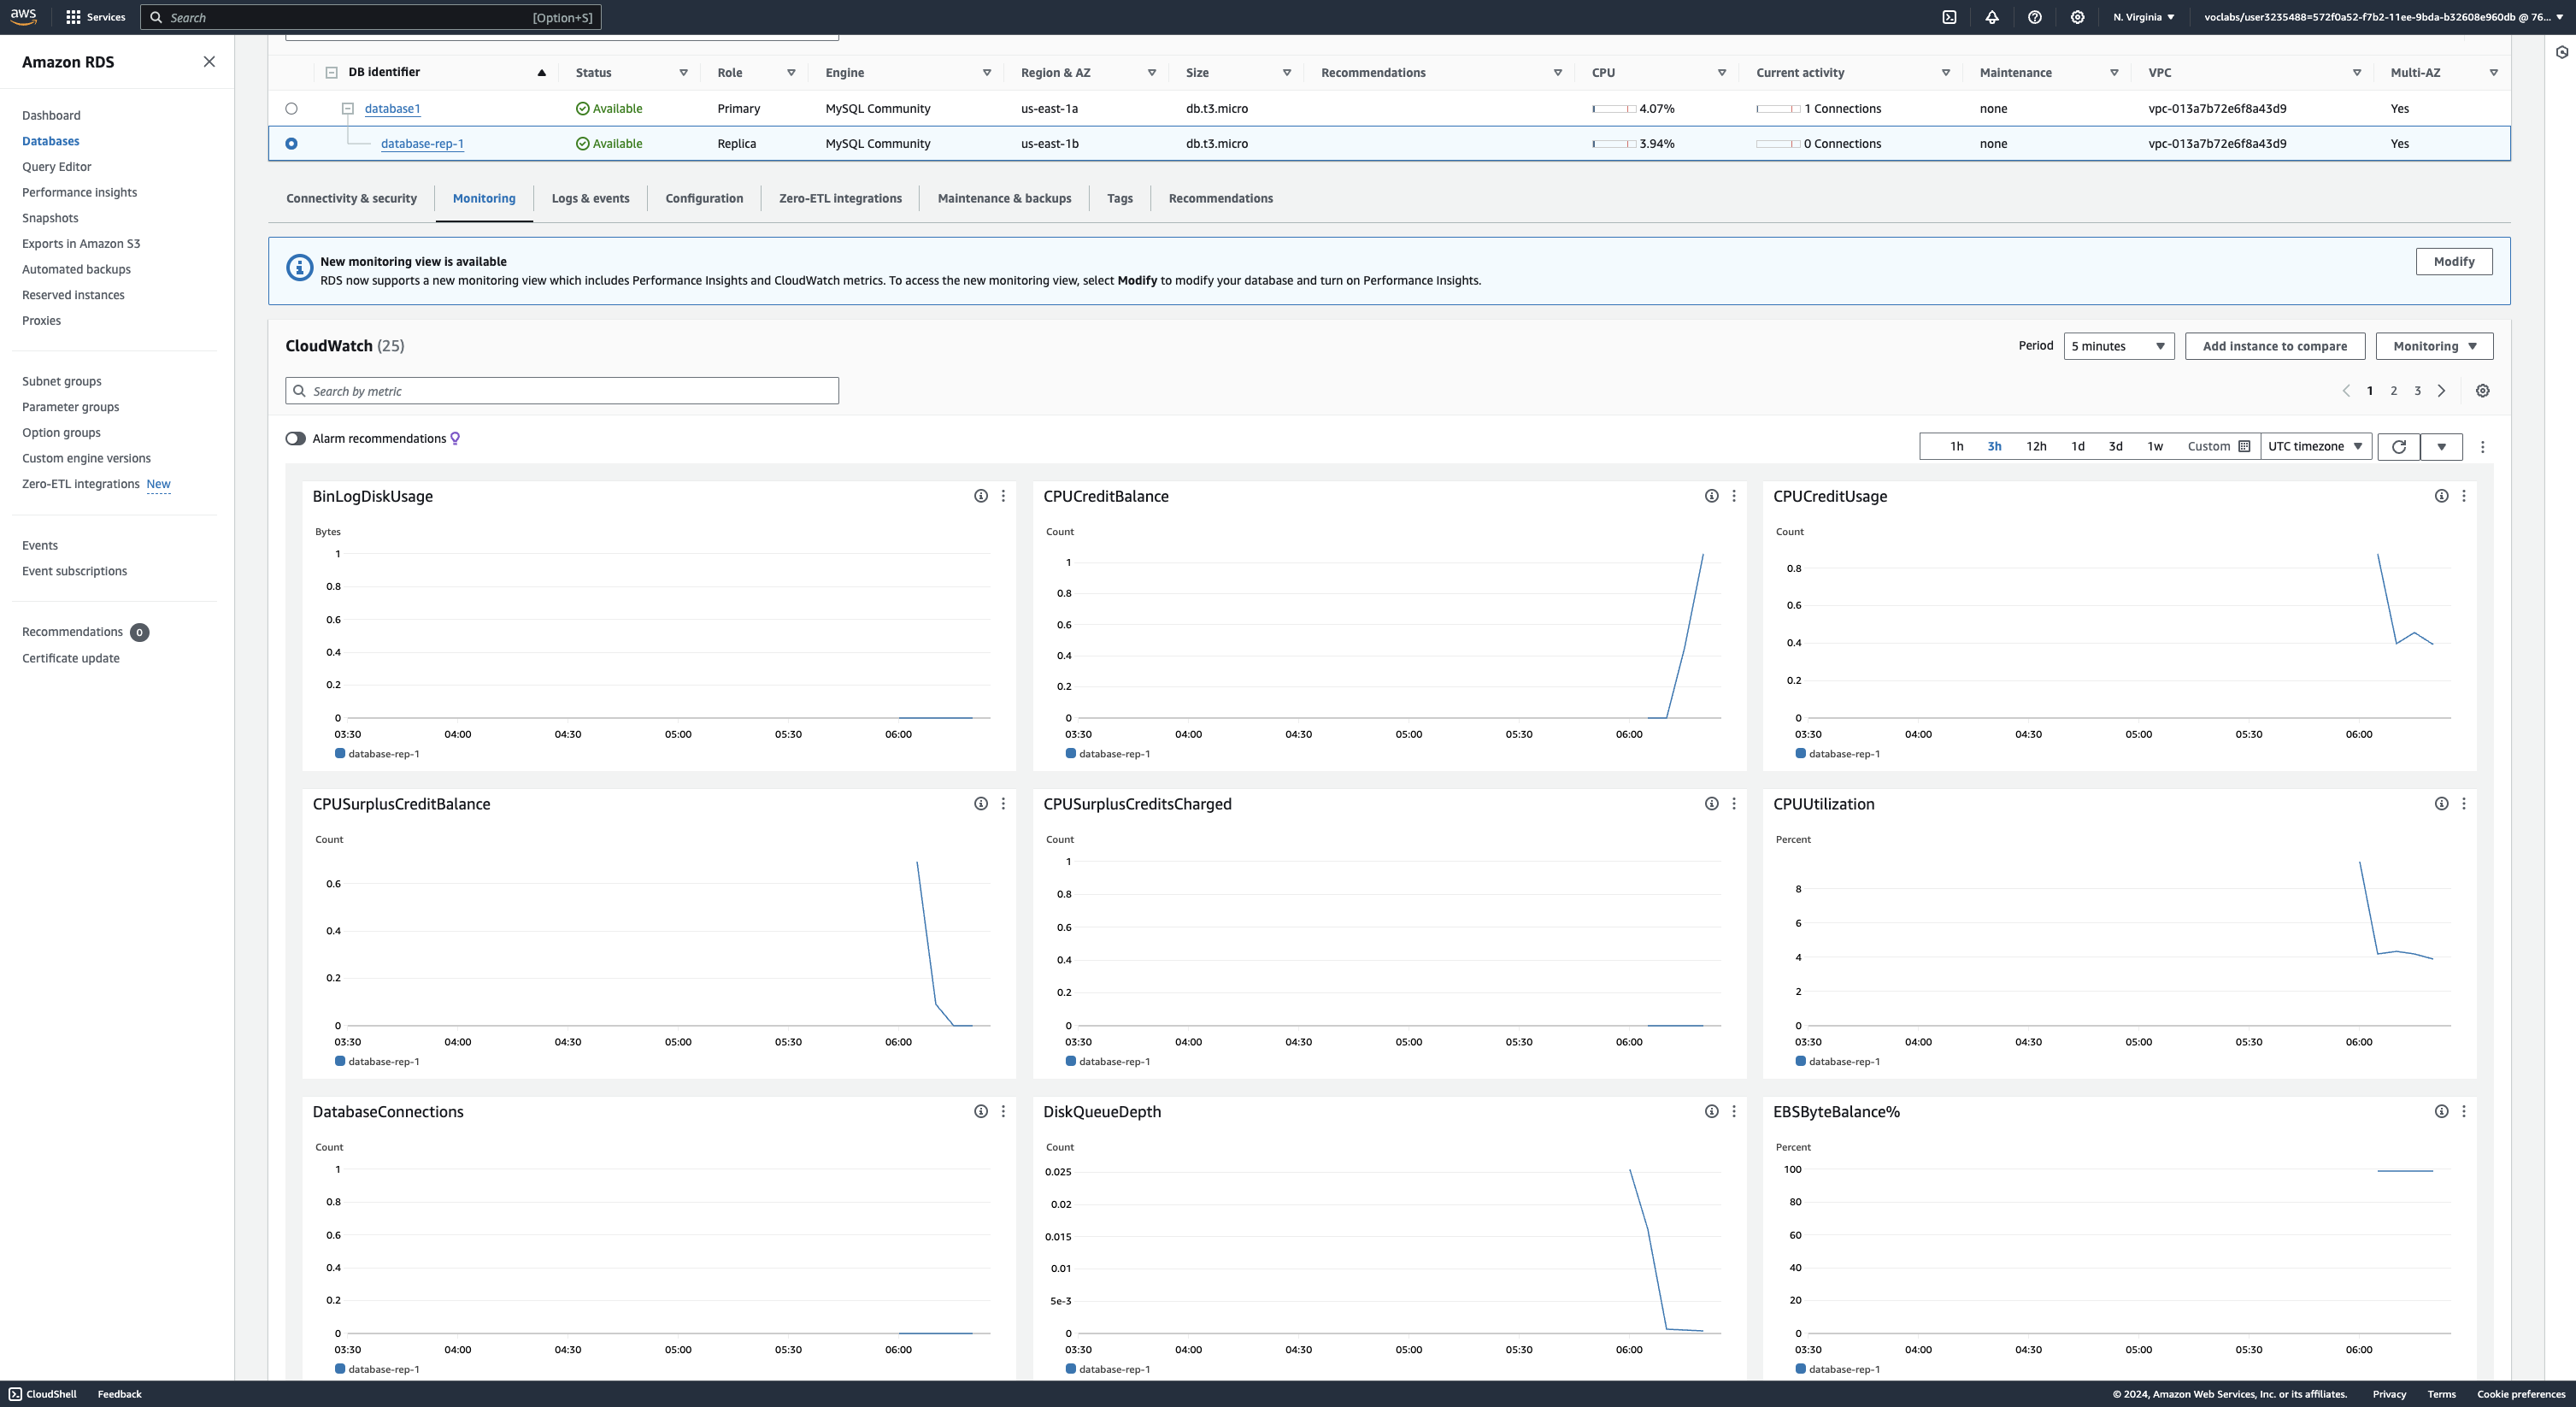 aws Services Search [Option+S] N. Virginia voclabs/user3235488=572f0a52-f7b2-11ee-9bda-b32608e960db @ 76...
Amazon RDS
Dashboard
Databases
Query Editor
Performance insights
Snapshots
Exports in Amazon S3
Automated backups
Reserved instances
Proxies
Subnet groups
Parameter groups
Option groups
Custom engine versions
Zero-ETL integrations New
Events
Event subscriptions
Recommendations 0
Certificate update
DB identifier Status Role Engine Region & AZ Size Recommendations CPU Current activity Maintenance VPC Multi-AZ
database1 Available Primary MySQL Community us-east-1a db.t3.micro 4.07% 1 Connections none vpc-013a7b72e6f8a43d9 Yes
database-rep-1 Available Replica MySQL Community us-east-1b db.t3.micro 3.94% 0 Connections none vpc-013a7b72e6f8a43d9 Yes
Connectivity & security Monitoring Logs & events Configuration Zero-ETL integrations Maintenance & backups Tags Recommendations
New monitoring view is available
RDS now supports a new monitoring view which includes Performance Insights and CloudWatch metrics. To access the new monitoring view, select Modify to modify your database and turn on Performance Insights.
Modify
CloudWatch (25)
Period 5 minutes Add instance to compare Monitoring
Search by metric
1 2 3
Alarm recommendations
1h 3h 12h 1d 3d 1w Custom UTC timezone
BinLogDiskUsage
Bytes
1
0.8
0.6
0.4
0.2
0
03:30 04:00 04:30 05:00 05:30 06:00
database-rep-1
CPUCreditBalance
Count
1
0.8
0.6
0.4
0.2
0
03:30 04:00 04:30 05:00 05:30 06:00
database-rep-1
CPUCreditUsage
Count
0.8
0.6
0.4
0.2
0
03:30 04:00 04:30 05:00 05:30 06:00
database-rep-1
CPUSurplusCreditBalance
Count
0.6
0.4
0.2
0
03:30 04:00 04:30 05:00 05:30 06:00
database-rep-1
CPUSurplusCreditsCharged
Count
1
0.8
0.6
0.4
0.2
0
03:30 04:00 04:30 05:00 05:30 06:00
database-rep-1
CPUUtilization
Percent
8
6
4
2
0
03:30 04:00 04:30 05:00 05:30 06:00
database-rep-1
DatabaseConnections
Count
1
0.8
0.6
0.4
0.2
0
03:30 04:00 04:30 05:00 05:30 06:00
database-rep-1
DiskQueueDepth
Count
0.025
0.02
0.015
0.01
5e-3
0
03:30 04:00 04:30 05:00 05:30 06:00
database-rep-1
EBSByteBalance%
Percent
100
80
60
40
20
0
03:30 04:00 04:30 05:00 05:30 06:00
database-rep-1
CloudShell Feedback © 2024, Amazon Web Services, Inc. or its affiliates. Privacy Terms Cookie preferences